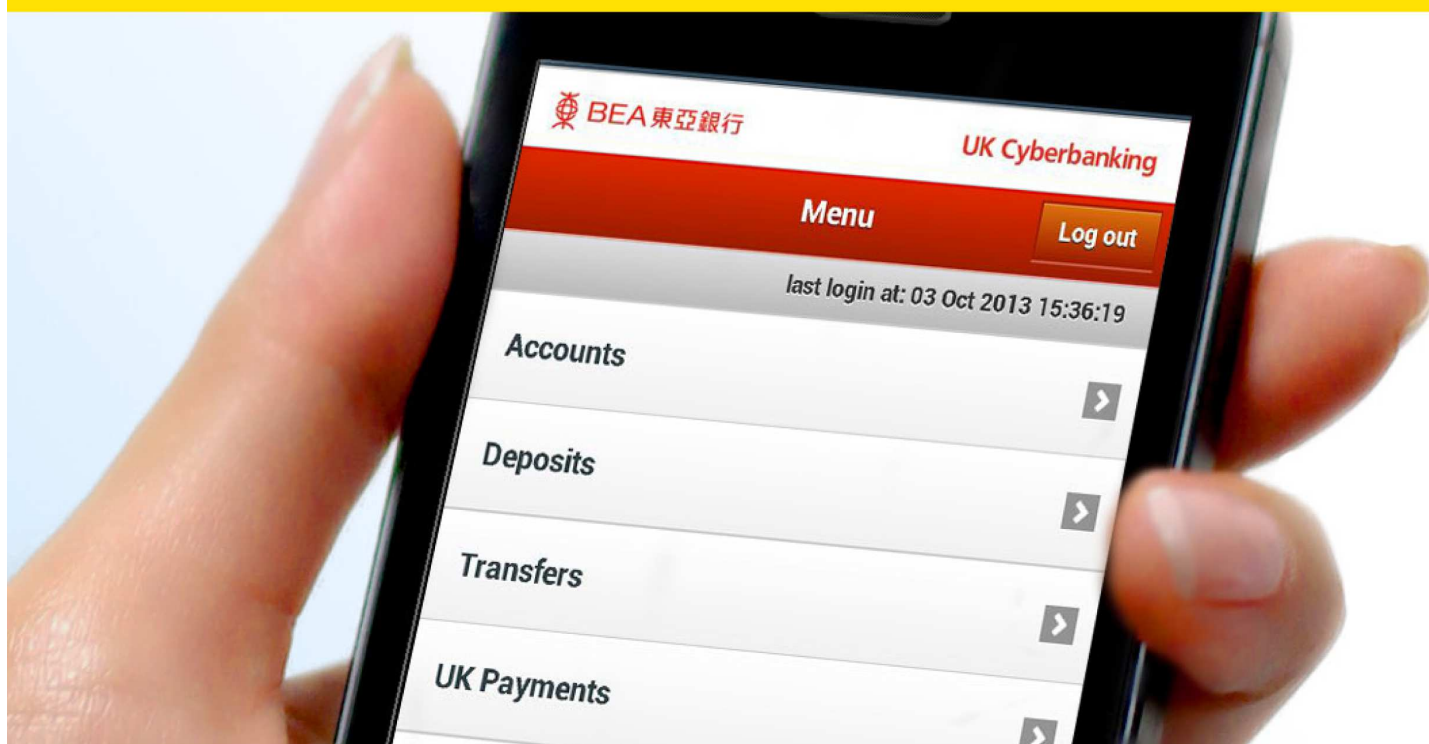 BEA東亞銀行
UK Cyberbanking
Menu
Log out
last login at: 03 Oct 2013 15:36:19
Accounts
Deposits
Transfers
UK Payments